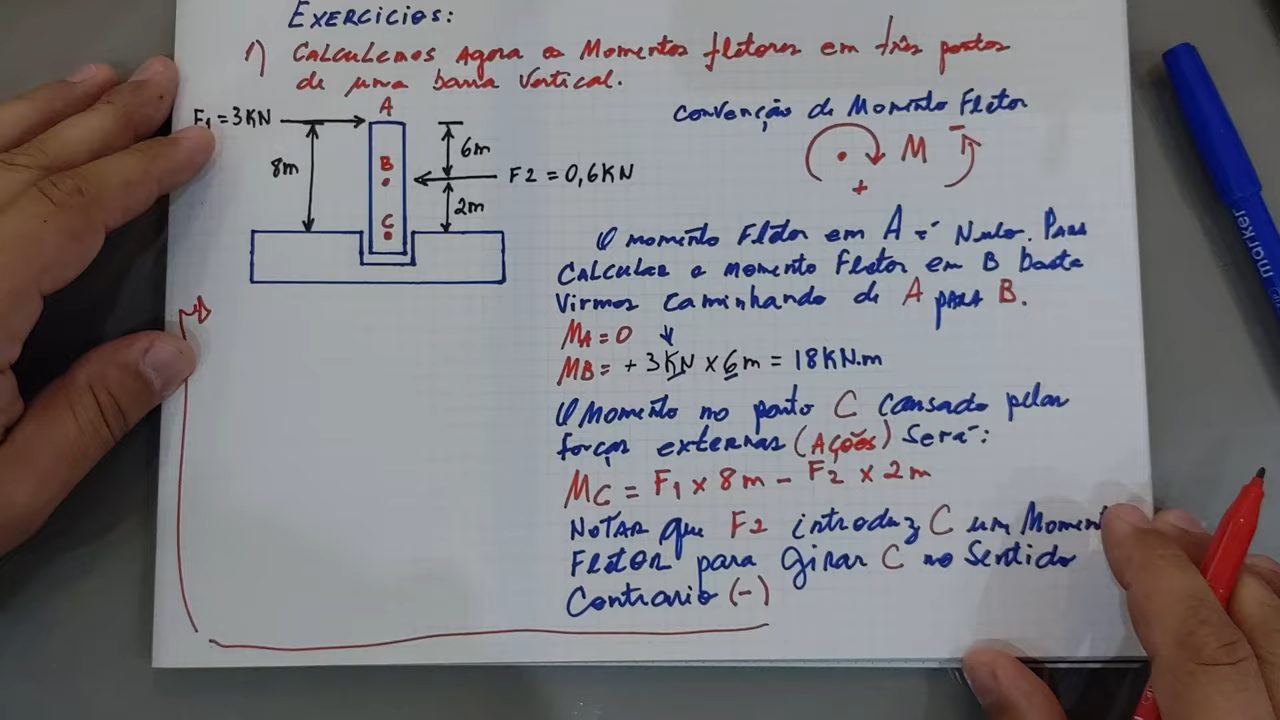 EXERCICIOS:
1) CALCULEMOS AGORA OS MOMENTOS fletores em três pontos
de uma barra Vertical.
F1 = 3KN
A
Convenção de Momento Fletor
8m
6m
B
F2 = 0,6KN
M
−
+
C
2m
O momento Fletor em A é Nulo. Para
CALCULAR o momento Fletor em B basta
Virmos caminhando de A PARA B.
MA = 0
MB = + 3KN × 6m = 18KN.m
O Momento no ponto C causado pelas
forças externas (AÇÕES) Será:
MC = F1 × 8m − F2 × 2m
NOTAR que F2 introduz C um Moment
FLETOR para Girar C no Sentido
Contrario (−)
marker